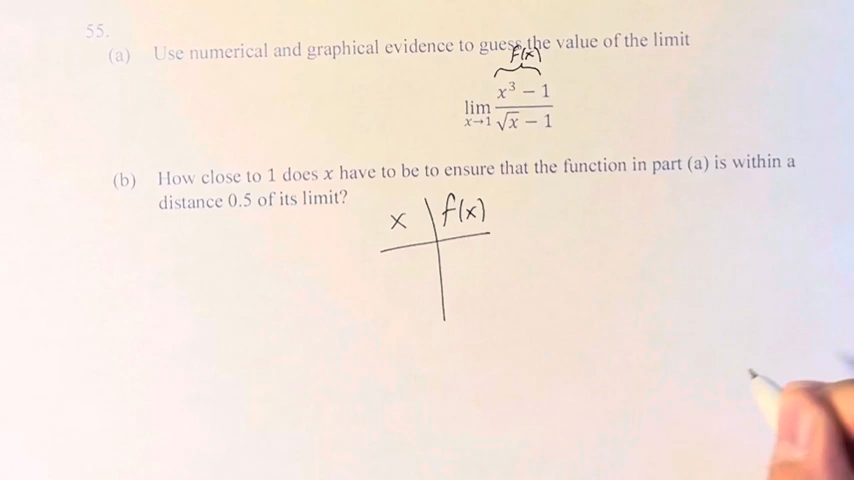 55.
(a) Use numerical and graphical evidence to guess the value of the limit
F(x)
lim x→1 x³ − 1 / √x − 1
(b) How close to 1 does x have to be to ensure that the function in part (a) is within a
distance 0.5 of its limit?
x f(x)